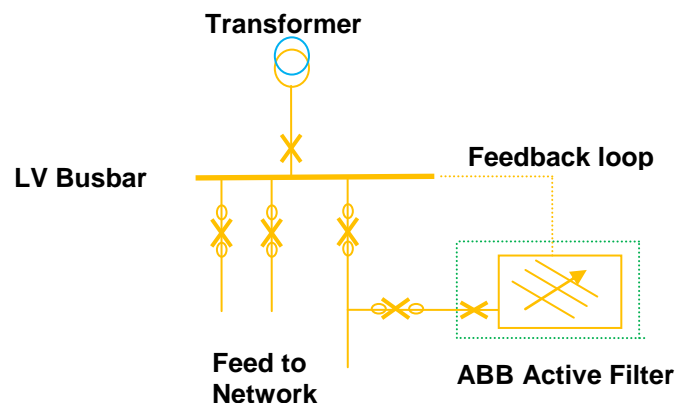 Transformer
LV Busbar
Feedback loop
Feed to
Network
ABB Active Filter